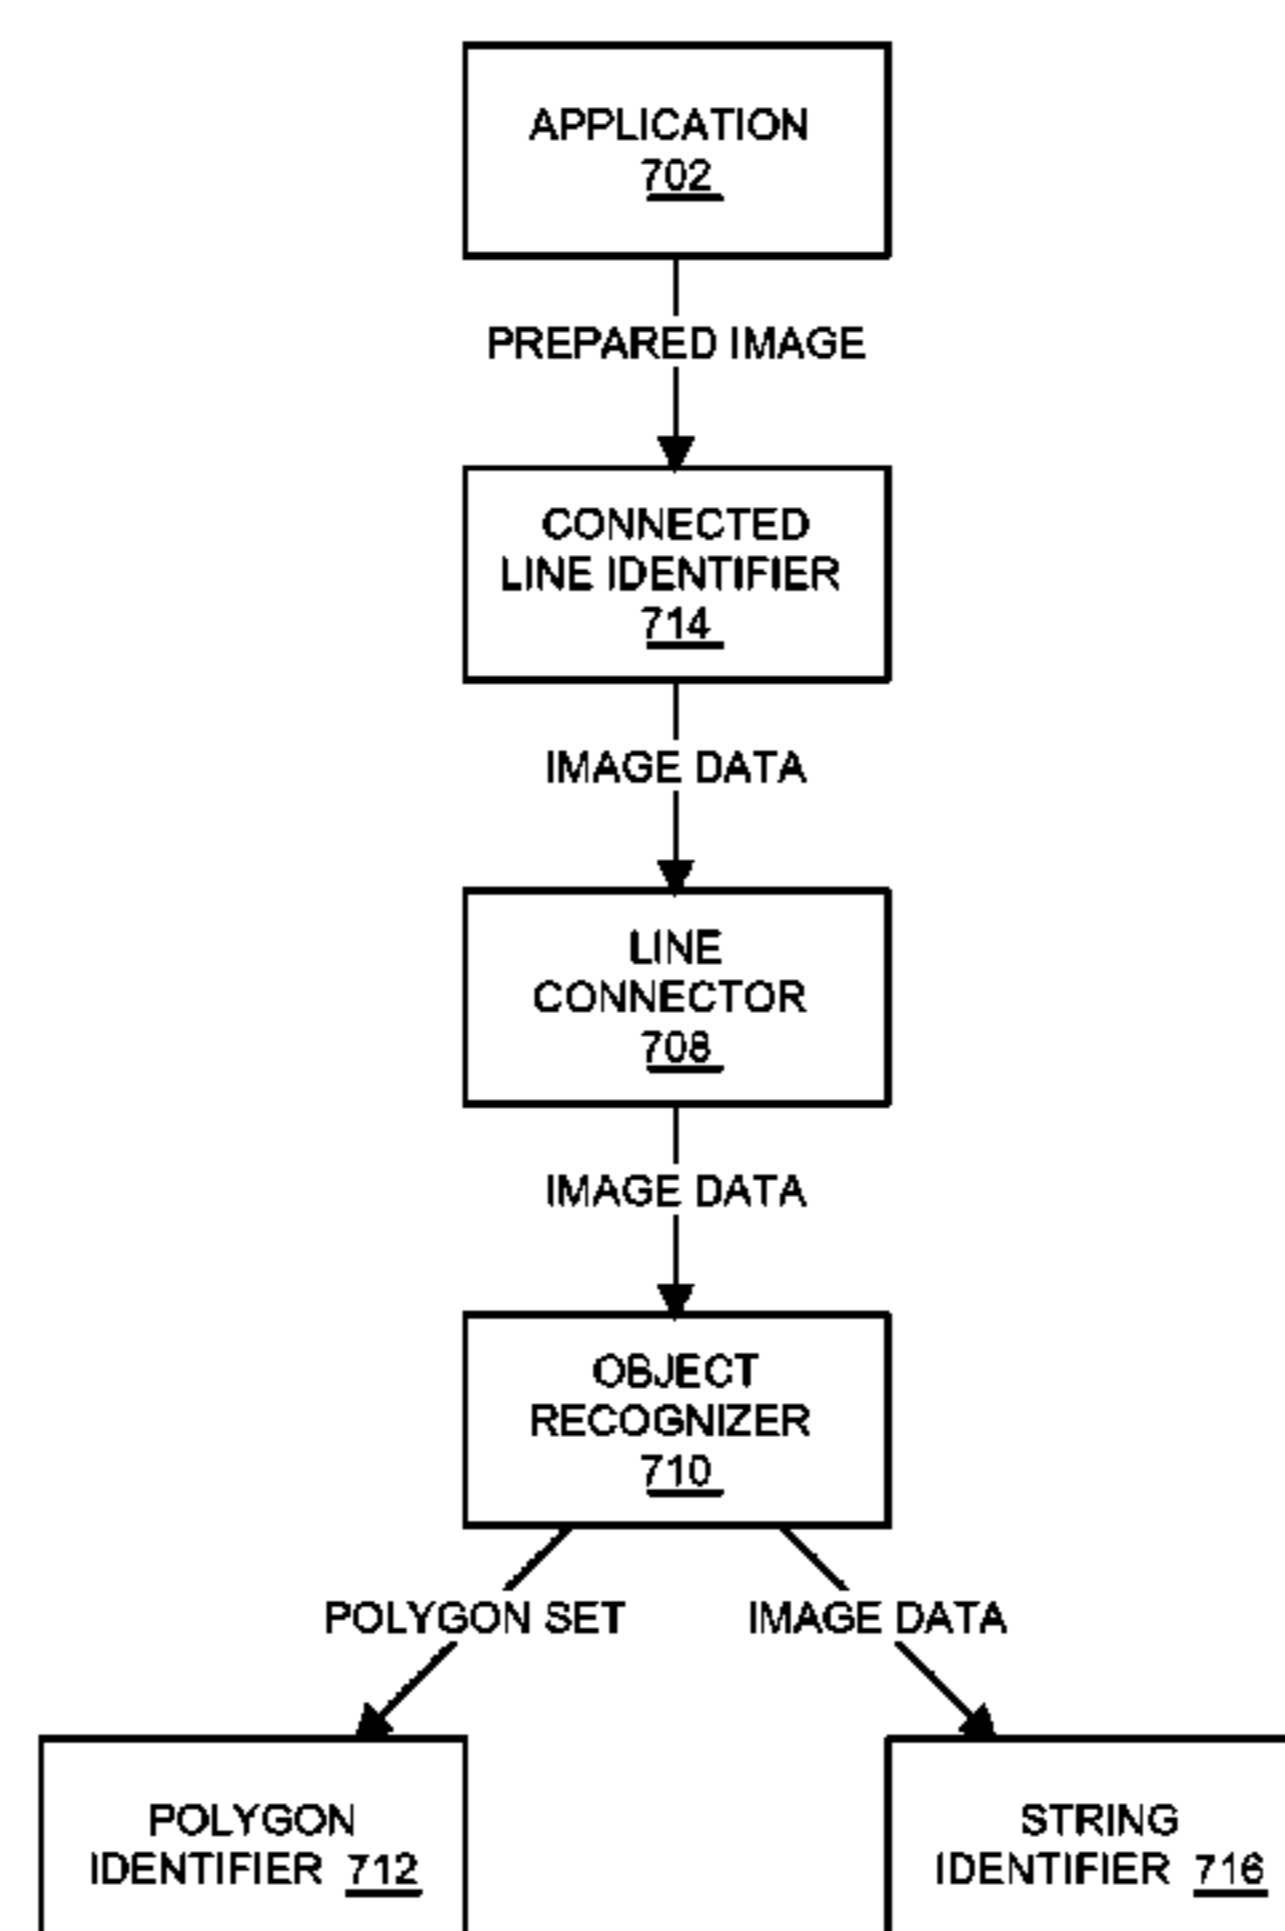 APPLICATION
702
PREPARED IMAGE
CONNECTED
LINE IDENTIFIER
714
IMAGE DATA
LINE
CONNECTOR
708
IMAGE DATA
OBJECT
RECOGNIZER
710
POLYGON SET
IMAGE DATA
POLYGON
IDENTIFIER 712
STRING
IDENTIFIER 716